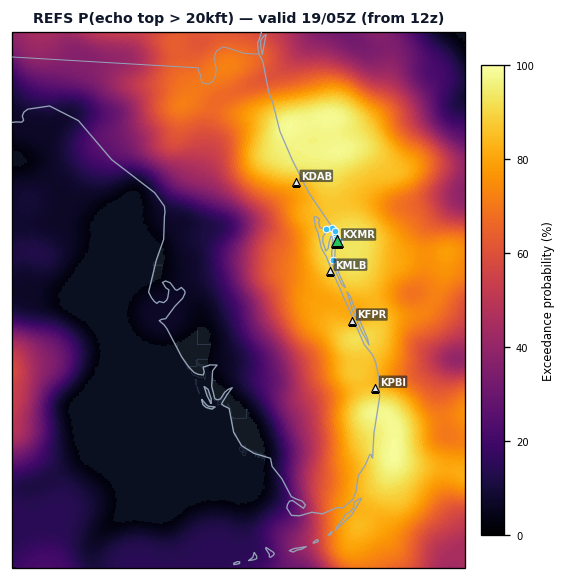 REFS P(echo top > 20kft) — valid 19/05Z (from 12z)
KDAB
KXMR
KMLB
KFPR
KPBI
100
80
60
40
20
0
Exceedance probability (%)